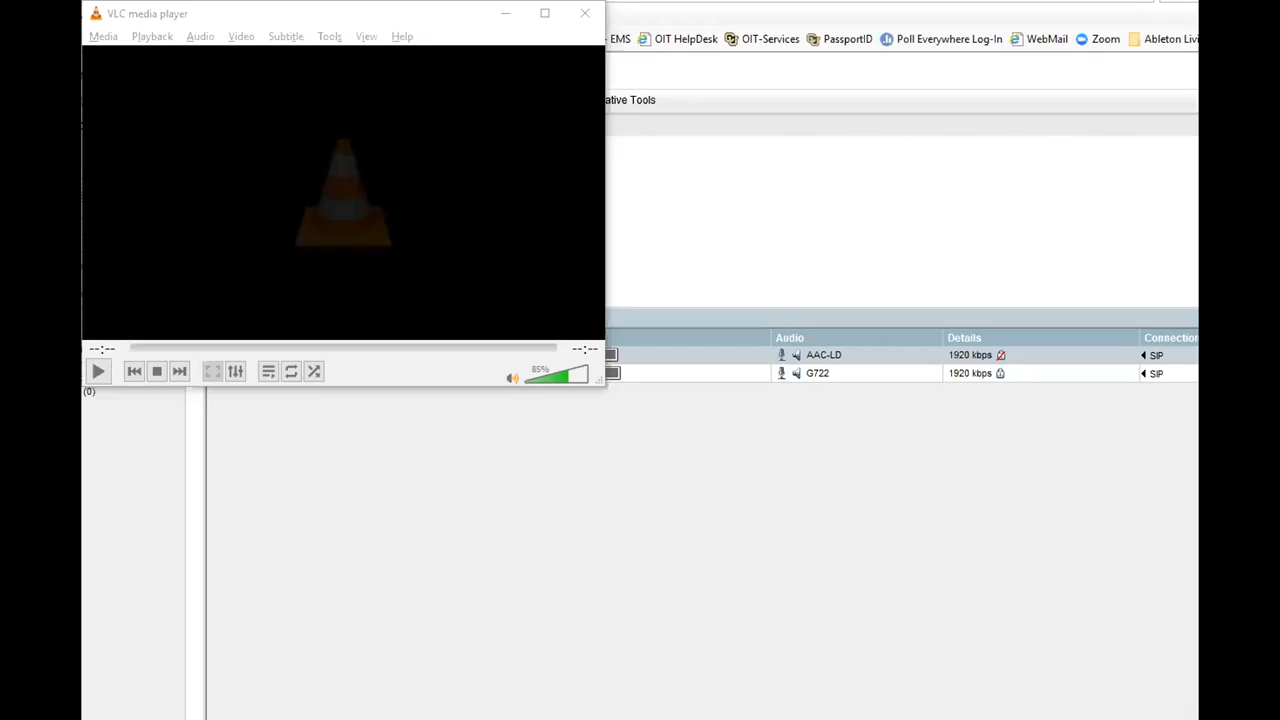 VLC media player
Media Playback Audio Video Subtitle Tools View Help
EMS OIT HelpDesk OIT-Services PassportID Poll Everywhere Log-In WebMail Zoom Ableton Livi
ative Tools
Audio Details Connection
AAC-LD 1920 kbps SIP
G722 1920 kbps SIP
--:-- --:--
85%
(0)